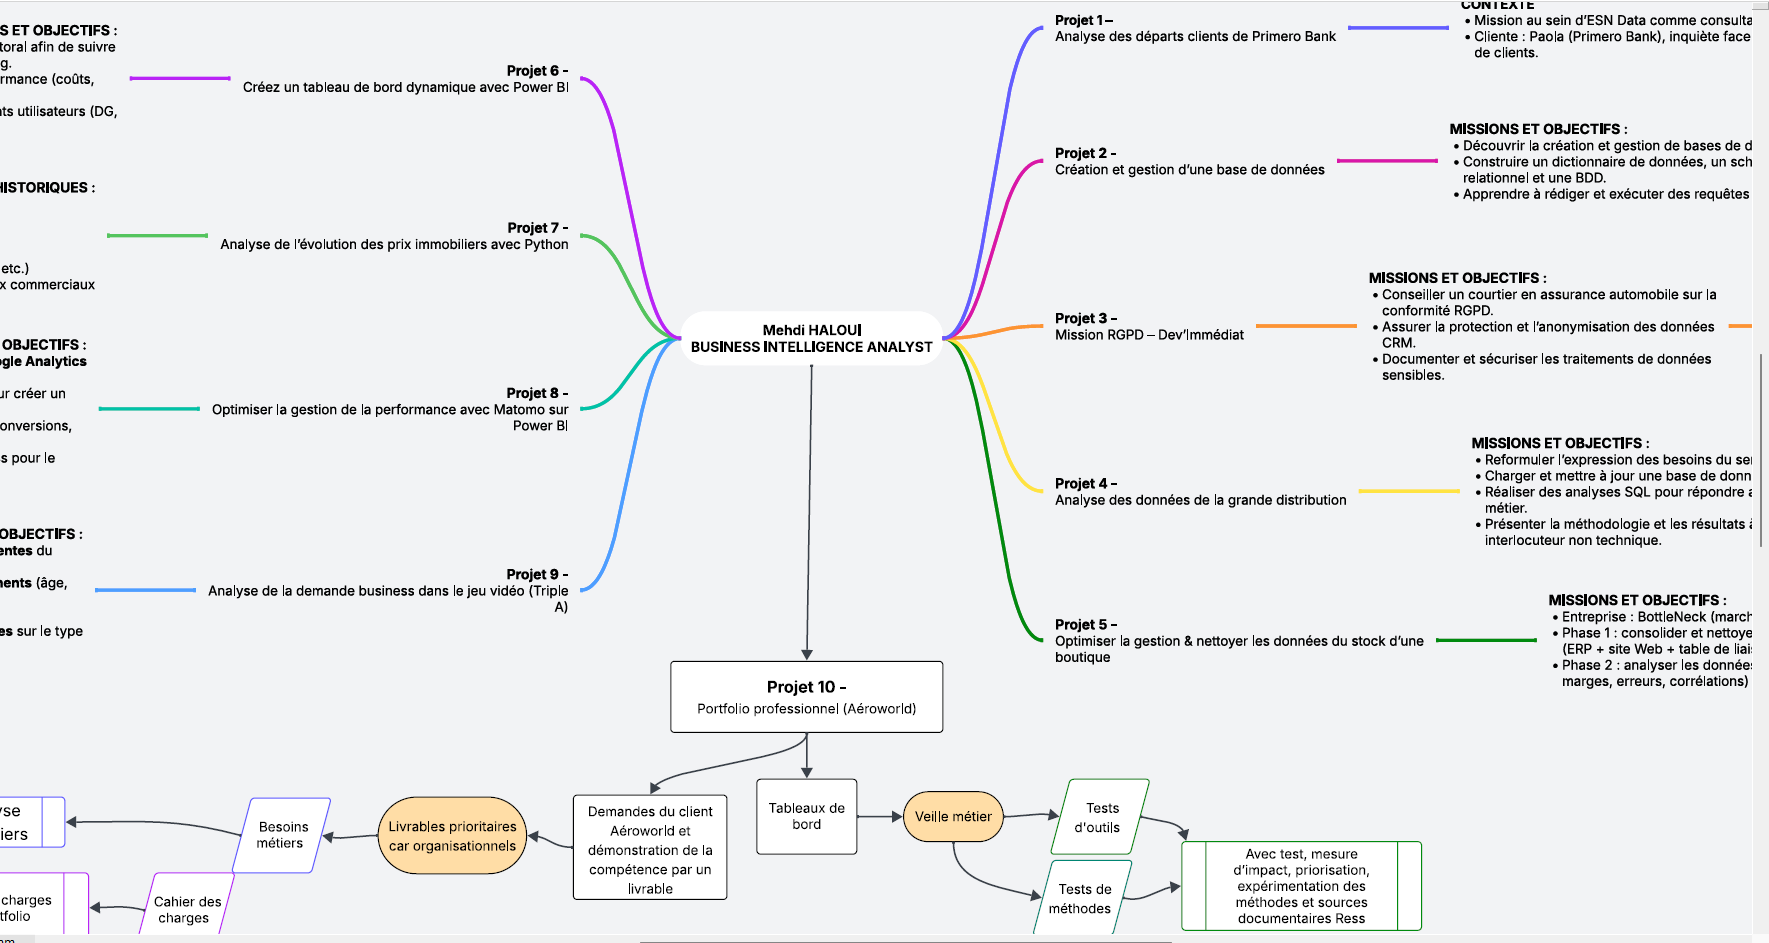 S ET OBJECTIFS :
toral afin de suivre
g.
rmance (coûts,
nts utilisateurs (DG,
Projet 6 -
Créez un tableau de bord dynamique avec Power BI
HISTORIQUES :
etc.)
x commerciaux
Projet 7 -
Analyse de l'évolution des prix immobiliers avec Python
OBJECTIFS :
ogle Analytics
ur créer un
onversions,
ss pour le
Projet 8 -
Optimiser la gestion de la performance avec Matomo sur
Power BI
OBJECTIFS :
entes du
nents (âge,
es sur le type
Projet 9 -
Analyse de la demande business dans le jeu vidéo (Triple
A)
Mehdi HALOUI
BUSINESS INTELLIGENCE ANALYST
Projet 1 –
Analyse des départs clients de Primero Bank
CONTEXTE
• Mission au sein d'ESN Data comme consulta
• Cliente : Paola (Primero Bank), inquiète face
de clients.
Projet 2 -
Création et gestion d'une base de données
MISSIONS ET OBJECTIFS :
• Découvrir la création et gestion de bases de d
• Construire un dictionnaire de données, un sch
relationnel et une BDD.
• Apprendre à rédiger et exécuter des requêtes
Projet 3 -
Mission RGPD – Dev'Immédiat
MISSIONS ET OBJECTIFS :
• Conseiller un courtier en assurance automobile sur la
conformité RGPD.
• Assurer la protection et l'anonymisation des données
CRM.
• Documenter et sécuriser les traitements de données
sensibles.
Projet 4 -
Analyse des données de la grande distribution
MISSIONS ET OBJECTIFS :
• Reformuler l'expression des besoins du ser
• Charger et mettre à jour une base de donn
• Réaliser des analyses SQL pour répondre a
métier.
• Présenter la méthodologie et les résultats à
interlocuteur non technique.
Projet 5 -
Optimiser la gestion & nettoyer les données du stock d'une
boutique
MISSIONS ET OBJECTIFS :
• Entreprise : BottleNeck (march
• Phase 1 : consolider et nettoye
(ERP + site Web + table de liais
• Phase 2 : analyser les données
marges, erreurs, corrélations)
Projet 10 -
Portfolio professionnel (Aéroworld)
yse
iers
Besoins
métiers
Livrables prioritaires
car organisationnels
Demandes du client
Aéroworld et
démonstration de la
compétence par un
livrable
Tableaux de
bord
Veille métier
Tests
d'outils
charges
tfolio
Cahier des
charges
Tests de
méthodes
Avec test, mesure
d'impact, priorisation,
expérimentation des
méthodes et sources
documentaires Ress